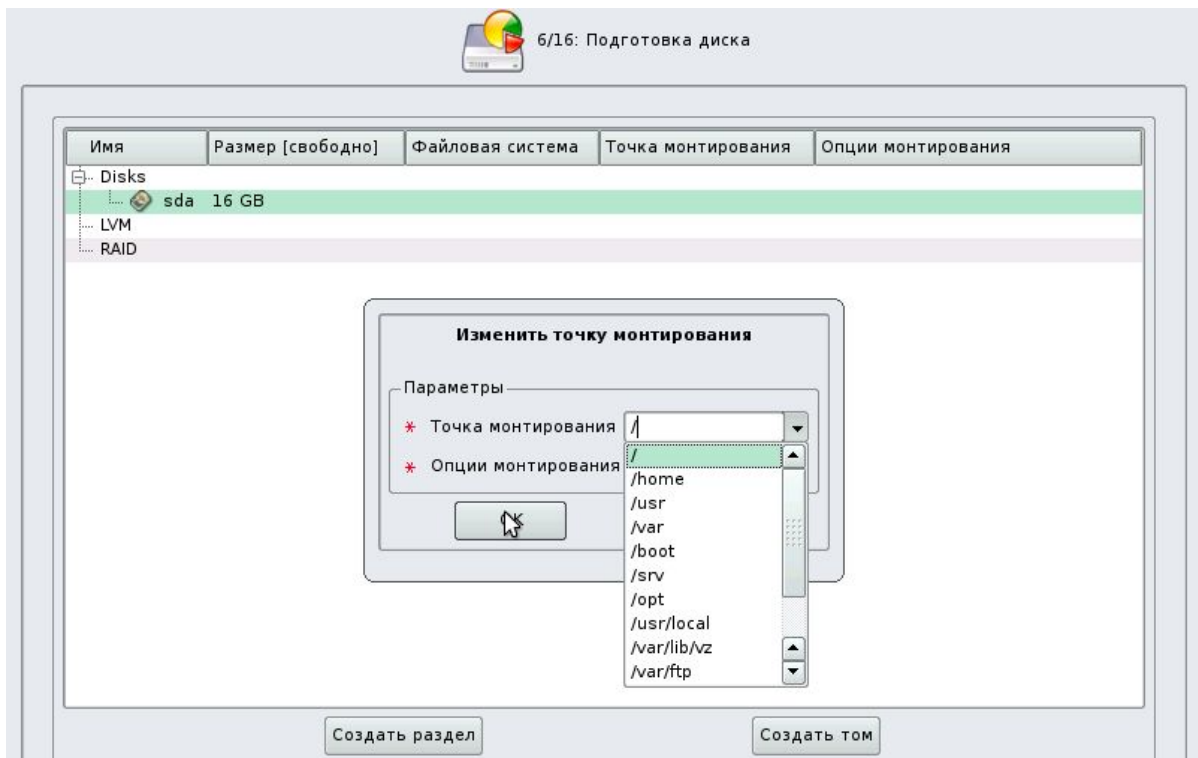 6/16: Подготовка диска
Имя Размер [свободно] Файловая система Точка монтирования Опции монтирования
Disks
sda 16 GB
LVM
RAID
Изменить точку монтирования
Параметры
* Точка монтирования /
* Опции монтирования
/
/home
/usr
/var
/boot
/srv
/opt
/usr/local
/var/lib/vz
/var/ftp
Создать раздел Создать том